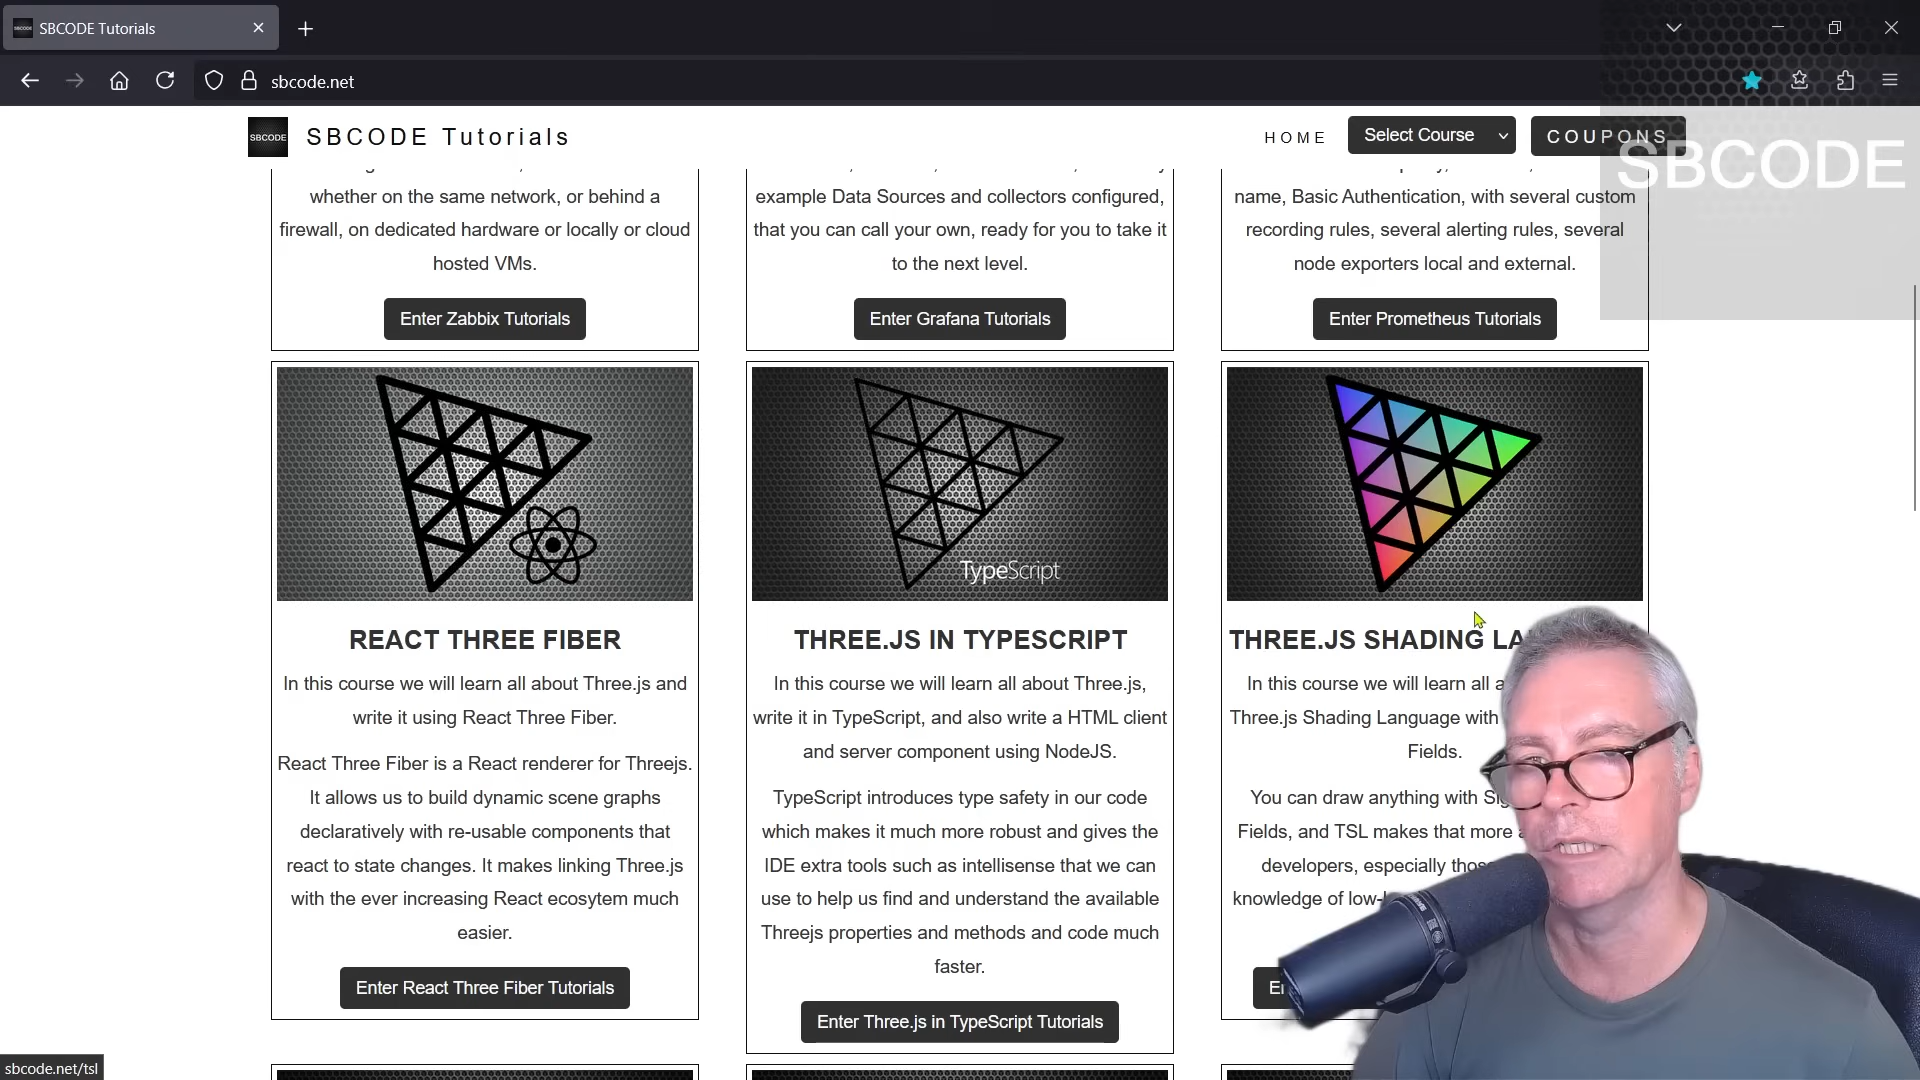 SBCODE Tutorials
sbcode.net
SBCODE
SBCODE Tutorials
HOME
Select Course
COUPONS
SBCODE
whether on the same network, or behind a
firewall, on dedicated hardware or locally or cloud
hosted VMs.
Enter Zabbix Tutorials
example Data Sources and collectors configured,
that you can call your own, ready for you to take it
to the next level.
Enter Grafana Tutorials
name, Basic Authentication, with several custom
recording rules, several alerting rules, several
node exporters local and external.
Enter Prometheus Tutorials
REACT THREE FIBER
In this course we will learn all about Three.js and
write it using React Three Fiber.
React Three Fiber is a React renderer for Threejs.
It allows us to build dynamic scene graphs
declaratively with re-usable components that
react to state changes. It makes linking Three.js
with the ever increasing React ecosytem much
easier.
Enter React Three Fiber Tutorials
TypeScript
THREE.JS IN TYPESCRIPT
In this course we will learn all about Three.js,
write it in TypeScript, and also write a HTML client
and server component using NodeJS.
TypeScript introduces type safety in our code
which makes it much more robust and gives the
IDE extra tools such as intellisense that we can
use to help us find and understand the available
Threejs properties and methods and code much
faster.
Enter Three.js in TypeScript Tutorials
THREE.JS SHADING
In this course we will learn all
Three.js Shading Language with
Fields.
You can draw anything with
Fields, and TSL makes that more
developers, especially
knowledge of
sbcode.net/tsl